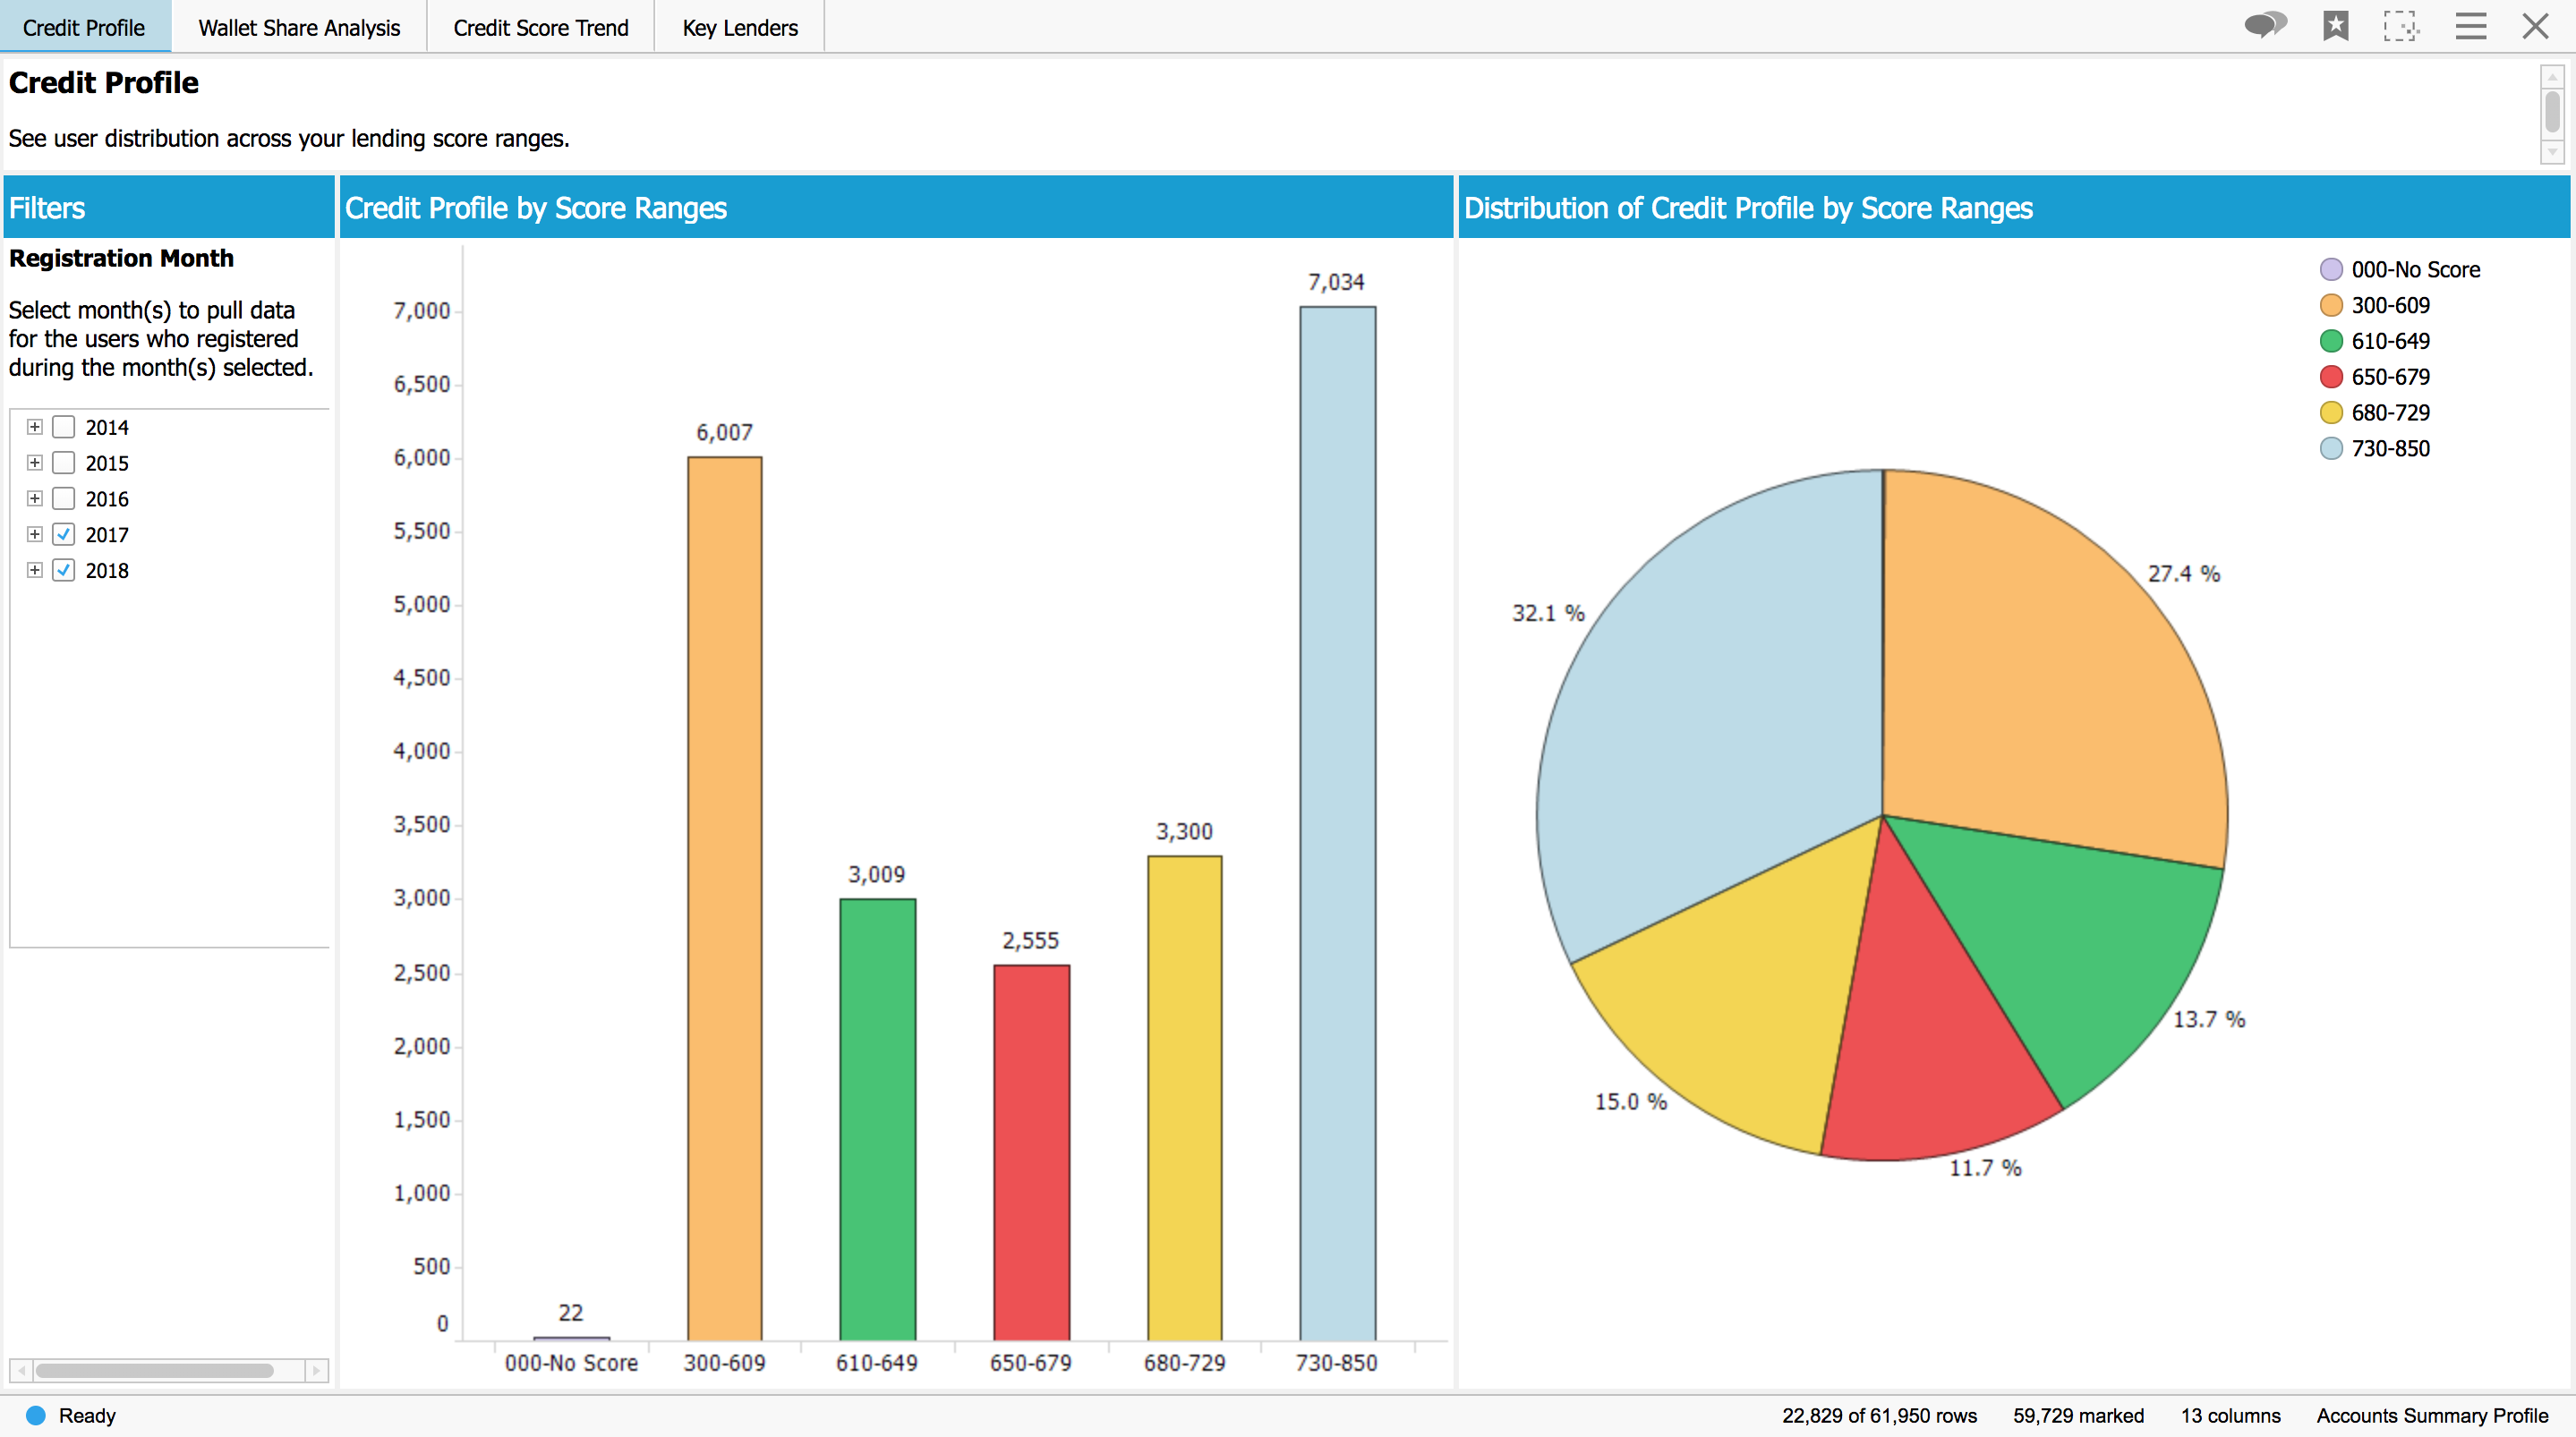 Credit Profile
Wallet Share Analysis
Credit Score Trend
Key Lenders
Credit Profile
See user distribution across your lending score ranges.
Filters
Registration Month
Select month(s) to pull data
for the users who registered
during the month(s) selected.
2014
2015
2016
2017
2018
Credit Profile by Score Ranges
7,000
6,500
6,000
5,500
5,000
4,500
4,000
3,500
3,000
2,500
2,000
1,500
1,000
500
0
22
6,007
3,009
2,555
3,300
7,034
000-No Score
300-609
610-649
650-679
680-729
730-850
Distribution of Credit Profile by Score Ranges
000-No Score
300-609
610-649
650-679
680-729
730-850
27.4 %
32.1 %
13.7 %
15.0 %
11.7 %
Ready
22,829 of 61,950 rows
59,729 marked
13 columns
Accounts Summary Profile